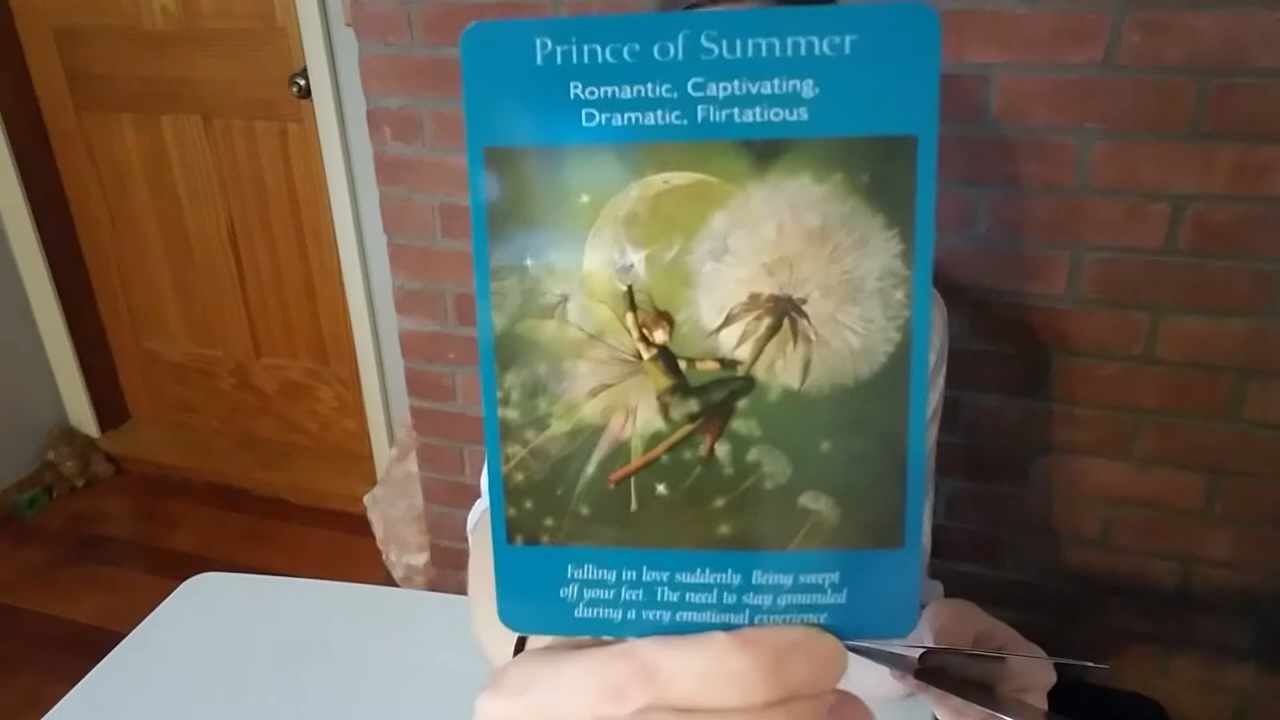 Prince of Summer
Romantic, Captivating,
Dramatic, Flirtatious
Falling in love suddenly. Being swept
off your feet. The need to stay grounded
during a very emotional experience.